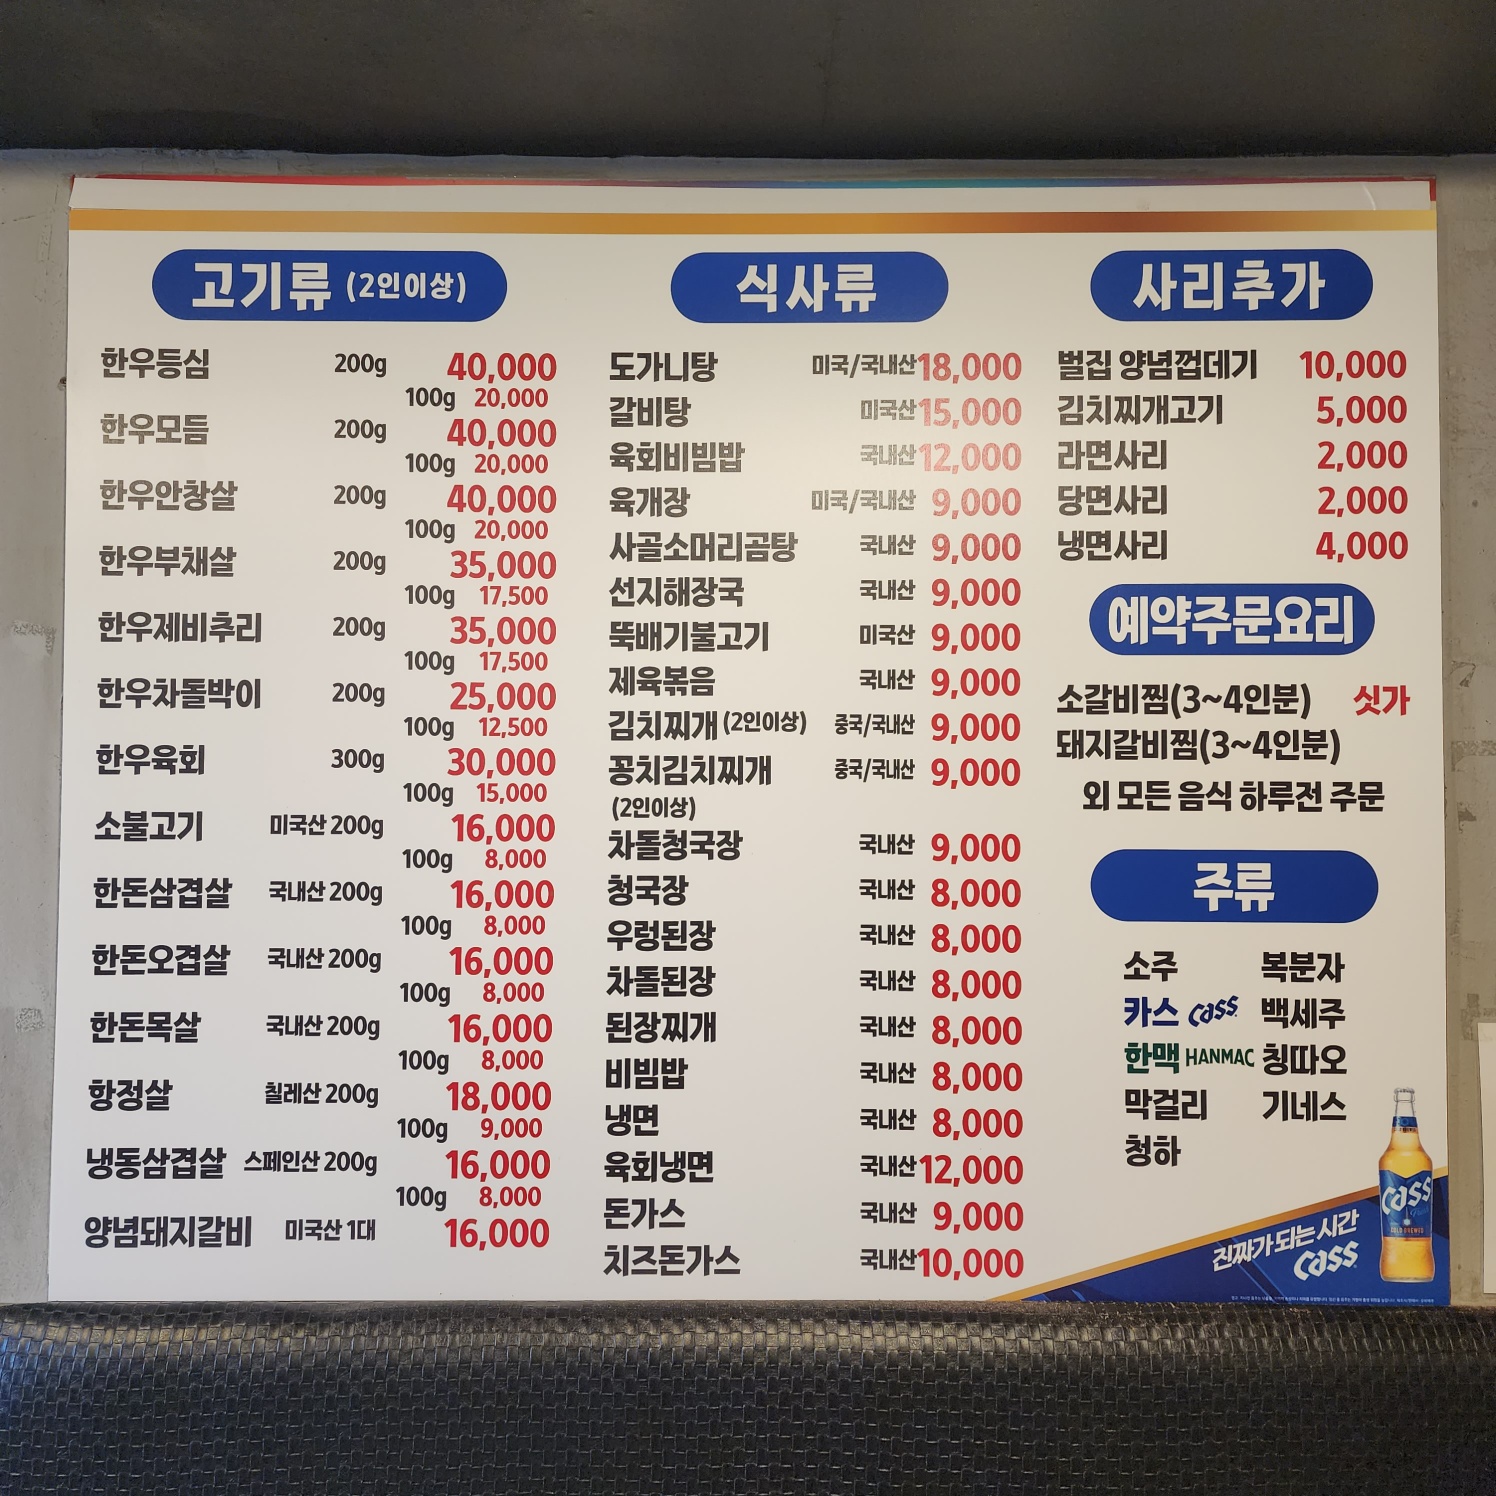 고기류 (2인이상)
한우등심 200g 40,000
100g 20,000
한우모듬 200g 40,000
100g 20,000
한우안창살 200g 40,000
100g 20,000
한우부채살 200g 35,000
100g 17,500
한우제비추리 200g 35,000
100g 17,500
한우차돌박이 200g 25,000
100g 12,500
한우육회 300g 30,000
100g 15,000
소불고기 미국산 200g 16,000
100g 8,000
한돈삼겹살 국내산 200g 16,000
100g 8,000
한돈오겹살 국내산 200g 16,000
100g 8,000
한돈목살 국내산 200g 16,000
100g 8,000
항정살 칠레산 200g 18,000
100g 9,000
냉동삼겹살 스페인산 200g 16,000
100g 8,000
양념돼지갈비 미국산 1대 16,000
식사류
도가니탕 미국/국내산 18,000
갈비탕 미국산 15,000
육회비빔밥 국내산 12,000
육개장 미국/국내산 9,000
사골소머리곰탕 국내산 9,000
선지해장국 국내산 9,000
뚝배기불고기 미국산 9,000
제육볶음 국내산 9,000
김치찌개 (2인이상) 중국/국내산 9,000
꽁치김치찌개 중국/국내산 9,000
(2인이상)
차돌청국장 국내산 9,000
청국장 국내산 8,000
우렁된장 국내산 8,000
차돌된장 국내산 8,000
된장찌개 국내산 8,000
비빔밥 국내산 8,000
냉면 국내산 8,000
육회냉면 국내산 12,000
돈가스 국내산 9,000
치즈돈가스 국내산 10,000
사리추가
벌집 양념껍데기 10,000
김치찌개고기 5,000
라면사리 2,000
당면사리 2,000
냉면사리 4,000
예약주문요리
소갈비찜(3~4인분) 싯가
돼지갈비찜(3~4인분)
외 모든 음식 하루전 주문
주류
소주 복분자
카스 cass 백세주
한맥 HANMAC 칭따오
막걸리 기네스
청하
진짜가 되는 시간
cass
cass
COLD BREWED